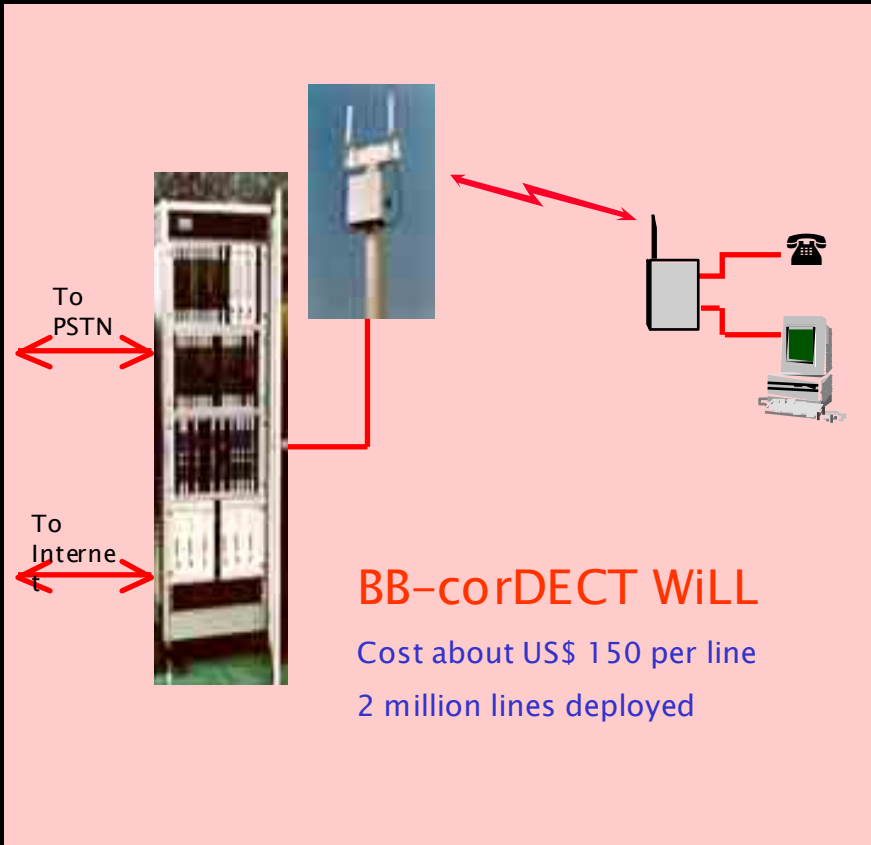 To
PSTN
To
Interne
t
BB-corDECT WiLL
Cost about US$ 150 per line
2 million lines deployed